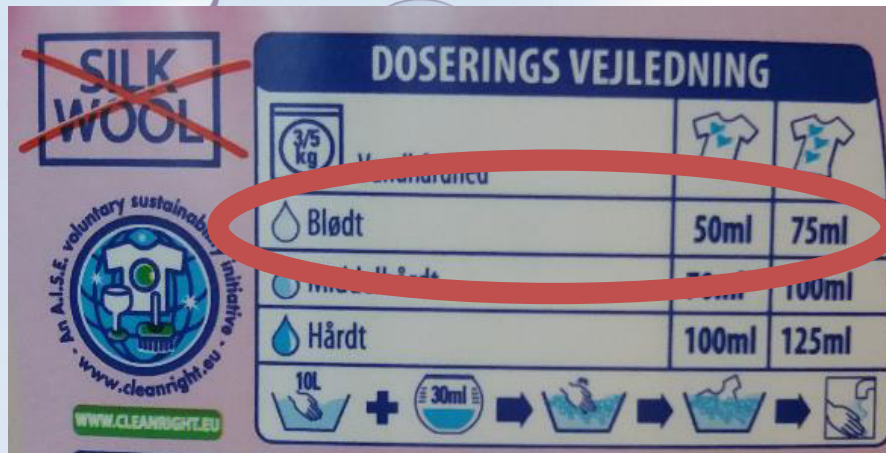 SILK
WOOL
DOSERINGS VEJLEDNING
3/5
kg
Blødt 50ml 75ml
100ml
Hårdt 100ml 125ml
10L 30ml
An A.I.S.E. voluntary sustainability initiative - www.cleanright.eu -
WWW.CLEANRIGHT.EU